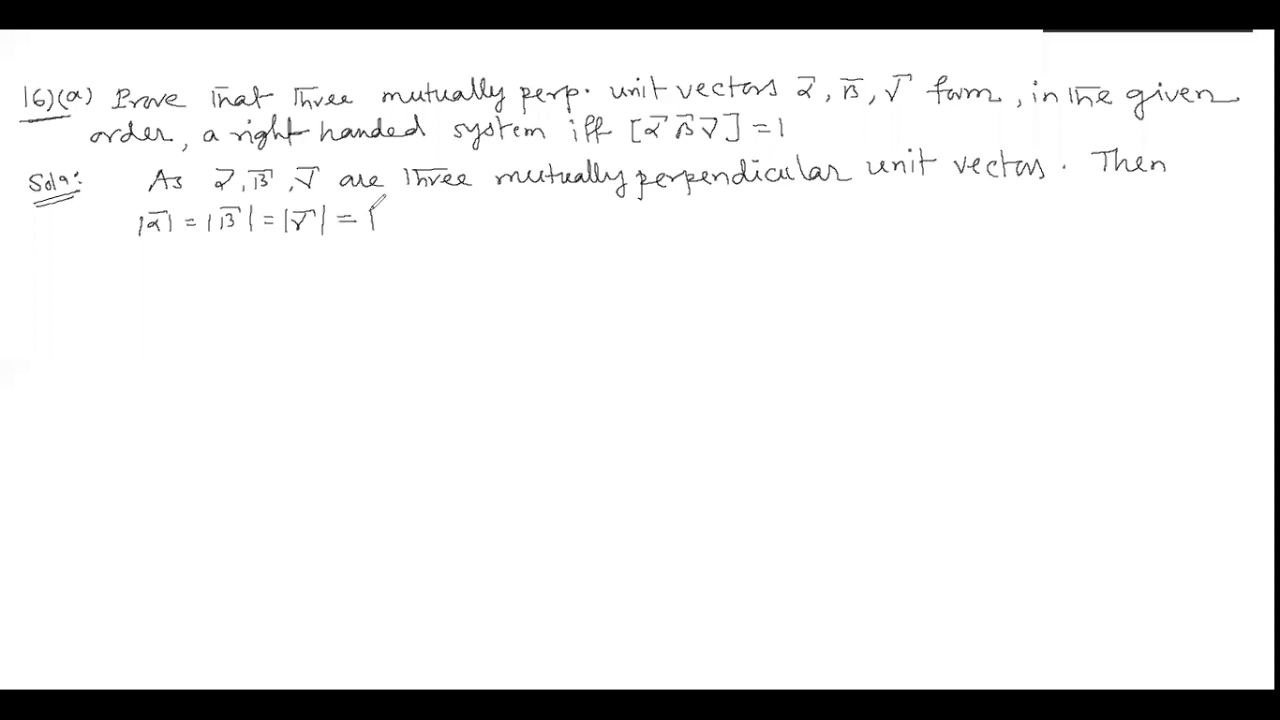 16)(a) Prove that three mutually perp. unit vectors ᾱ, β̄, γ̄ form, in the given
order, a right handed system iff [ᾱ β̄ γ̄] = 1
Solⁿ: As ᾱ, β̄, γ̄ are three mutually perpendicular unit vectors. Then
|ᾱ| = |β̄| = |γ̄| = 1